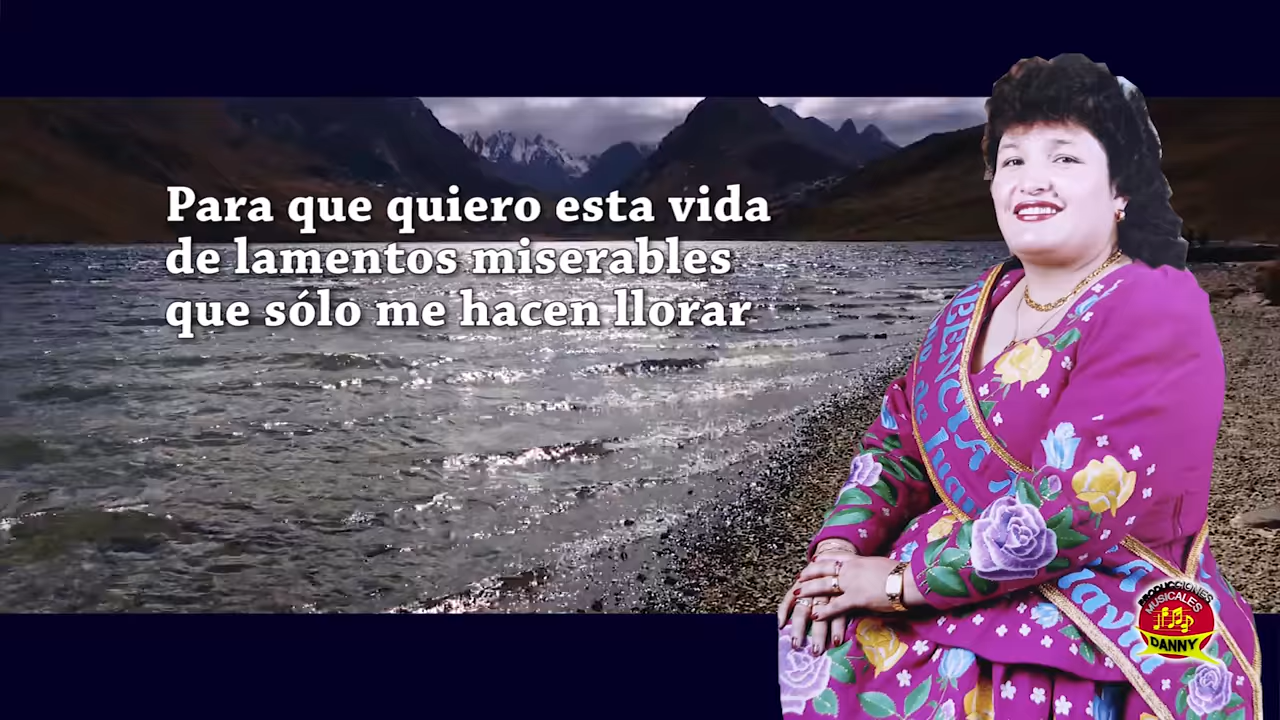 Para que quiero esta vida
de lamentos miserables
que sólo me hacen llorar
PRODUCCIONES
MUSICALES
DANNY